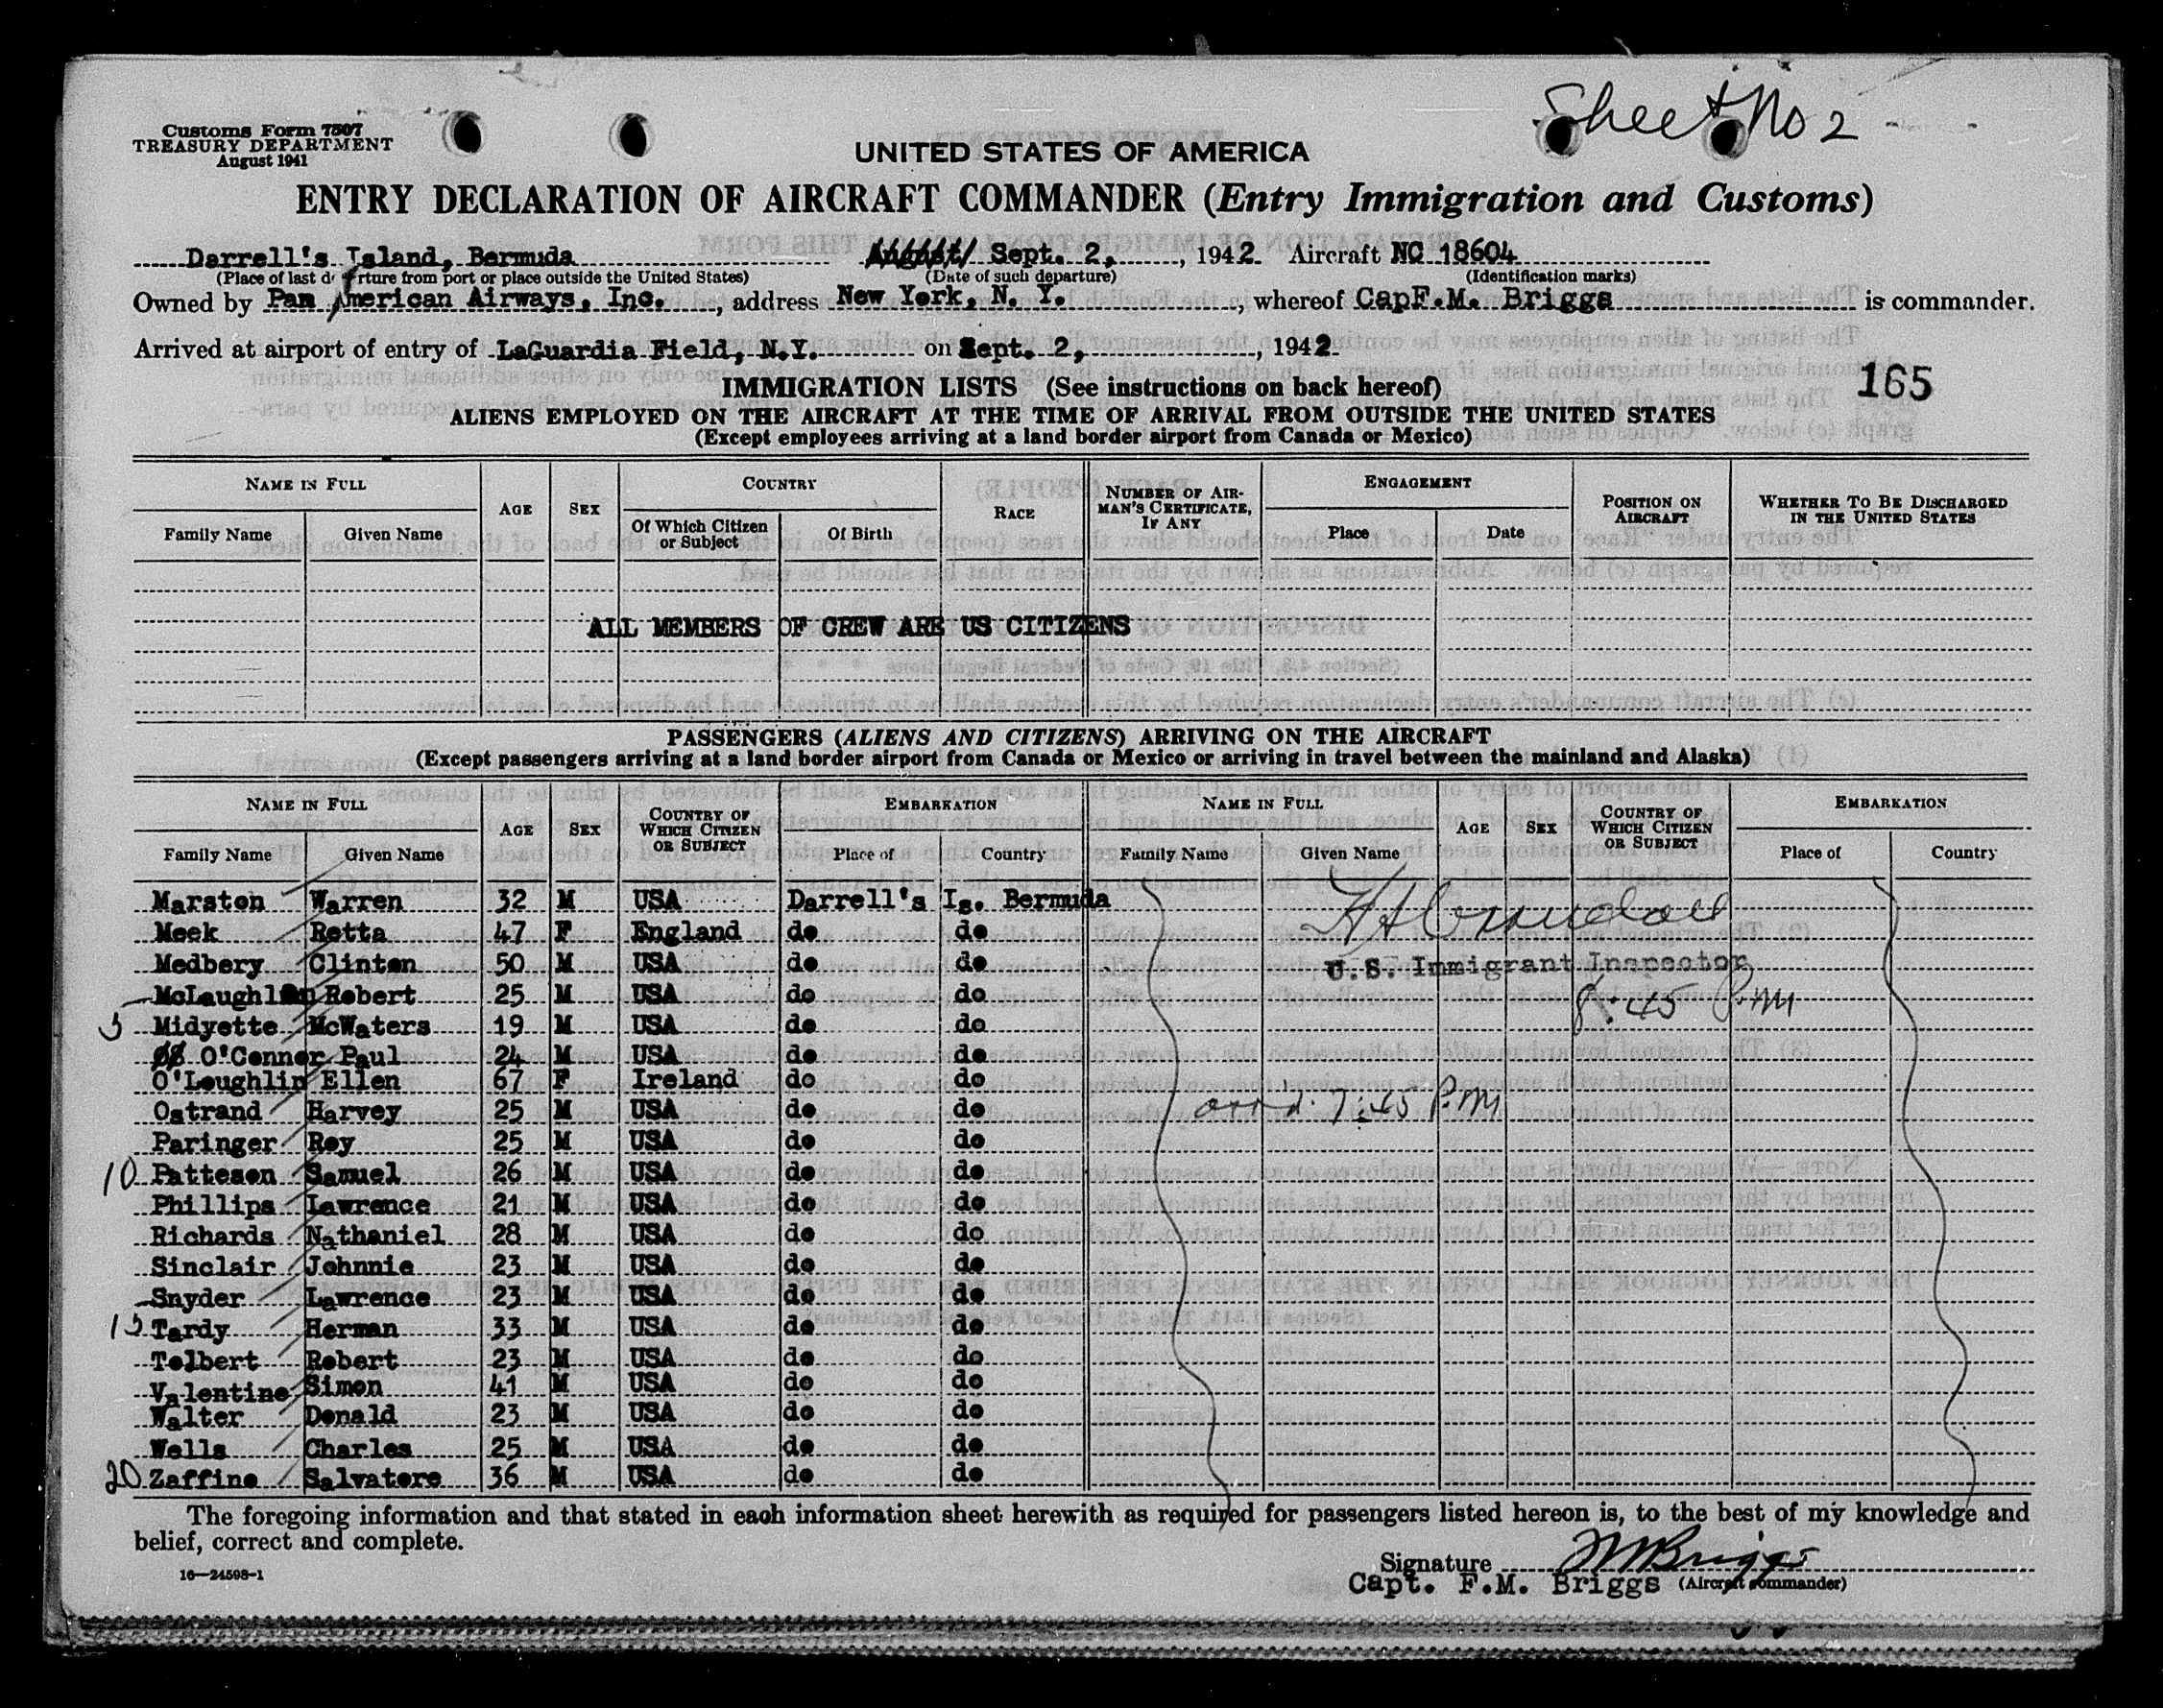 Sheet No 2
Customs Form 7507
TREASURY DEPARTMENT
August 1941
UNITED STATES OF AMERICA
ENTRY DECLARATION OF AIRCRAFT COMMANDER (Entry Immigration and Customs)
Darrell's Island, Bermuda August Sept. 2, , 1942 Aircraft NC 18604
(Place of last departure from port or place outside the United States) (Date of such departure) (Identification marks)
Owned by Pan American Airways, Inc. , address New York, N. Y. , whereof CapF.M. Briggs is commander.
Arrived at airport of entry of LaGuardia Field, N.Y. on Sept. 2, , 1942
IMMIGRATION LISTS (See instructions on back hereof) 165
ALIENS EMPLOYED ON THE AIRCRAFT AT THE TIME OF ARRIVAL FROM OUTSIDE THE UNITED STATES
(Except employees arriving at a land border airport from Canada or Mexico)
NAME IN FULL AGE SEX COUNTRY RACE NUMBER OF AIRMAN'S CERTIFICATE, IF ANY ENGAGEMENT POSITION ON AIRCRAFT WHETHER TO BE DISCHARGED IN THE UNITED STATES
Family Name Given Name Of Which Citizen or Subject Of Birth Place Date
ALL MEMBERS OF CREW ARE US CITIZENS
PASSENGERS (ALIENS AND CITIZENS) ARRIVING ON THE AIRCRAFT
(Except passengers arriving at a land border airport from Canada or Mexico or arriving in travel between the mainland and Alaska)
NAME IN FULL AGE SEX COUNTRY OF WHICH CITIZEN OR SUBJECT EMBARKATION NAME IN FULL AGE SEX COUNTRY OF WHICH CITIZEN OR SUBJECT EMBARKATION
Family Name Given Name Place of Country Family Name Given Name Place of Country
Marston Warren 32 M USA Darrell's Is. Bermuda
Meek Retta 47 F England do do
Medbery Clinton 50 M USA do do U.S. Immigrant Inspector
McLaughlin Robert 25 M USA do do 8:45 P.M
5 Midyette McWaters 19 M USA do do
O'Conner Paul 24 M USA do do
O'Loughlin Ellen 67 F Ireland do do
Ostrand Harvey 25 M USA do do arr'd. 7:45 P.M.
Paringer Roy 25 M USA do do
10 Patteson Samuel 26 M USA do do
Phillips Lawrence 21 M USA do do
Richards Nathaniel 28 M USA do do
Sinclair Johnnie 23 M USA do do
Snyder Lawrence 23 M USA do do
15 Tardy Herman 33 M USA do do
Tolbert Robert 23 M USA do do
Valentine Simon 41 M USA do do
Walter Donald 23 M USA do do
Wells Charles 25 M USA do do
20 Zaffino Salvatore 36 M USA do do
The foregoing information and that stated in each information sheet herewith as required for passengers listed hereon is, to the best of my knowledge and
belief, correct and complete.
Signature FMBriggs
16—24598-1
Capt. F.M. Briggs (Aircraft commander)